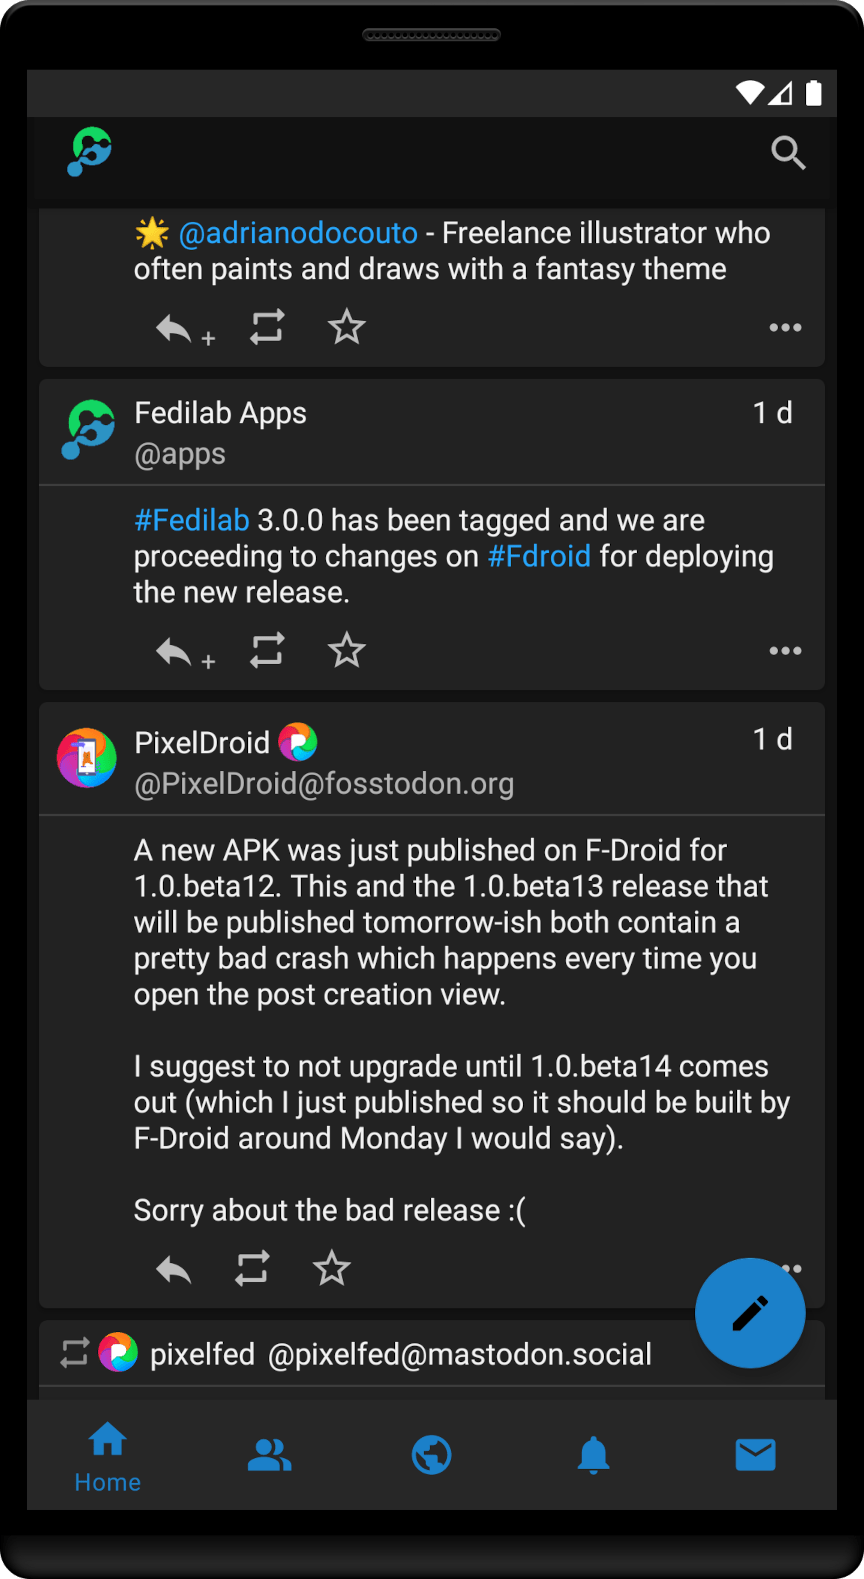 🌟 @adrianodocouto - Freelance illustrator who
often paints and draws with a fantasy theme
+
Fedilab Apps 1 d
@apps
#Fedilab 3.0.0 has been tagged and we are
proceeding to changes on #Fdroid for deploying
the new release.
+
PixelDroid 1 d
@PixelDroid@fosstodon.org
A new APK was just published on F-Droid for
1.0.beta12. This and the 1.0.beta13 release that
will be published tomorrow-ish both contain a
pretty bad crash which happens every time you
open the post creation view.
I suggest to not upgrade until 1.0.beta14 comes
out (which I just published so it should be built by
F-Droid around Monday I would say).
Sorry about the bad release :(
pixelfed @pixelfed@mastodon.social
Home